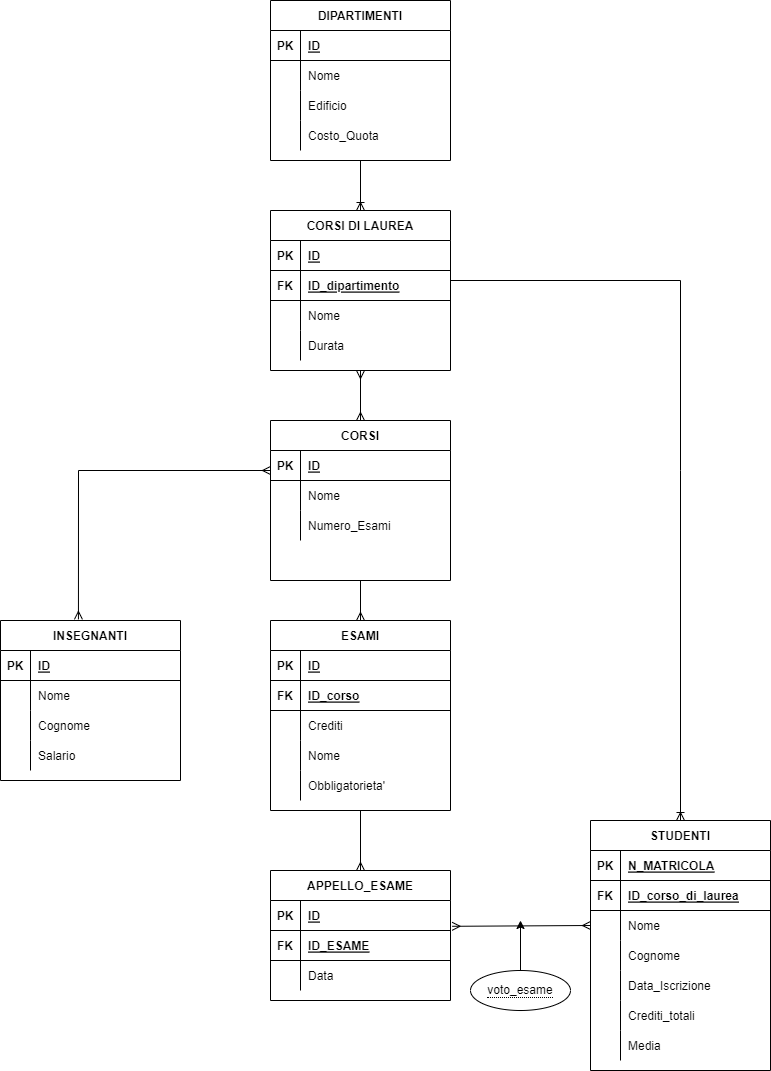 DIPARTIMENTI
PK ID
Nome
Edificio
Costo_Quota
CORSI DI LAUREA
PK ID
FK ID_dipartimento
Nome
Durata
CORSI
PK ID
Nome
Numero_Esami
INSEGNANTI
PK ID
Nome
Cognome
Salario
ESAMI
PK ID
FK ID_corso
Crediti
Nome
Obbligatorieta'
APPELLO_ESAME
PK ID
FK ID_ESAME
Data
voto_esame
STUDENTI
PK N_MATRICOLA
FK ID_corso_di_laurea
Nome
Cognome
Data_Iscrizione
Crediti_totali
Media